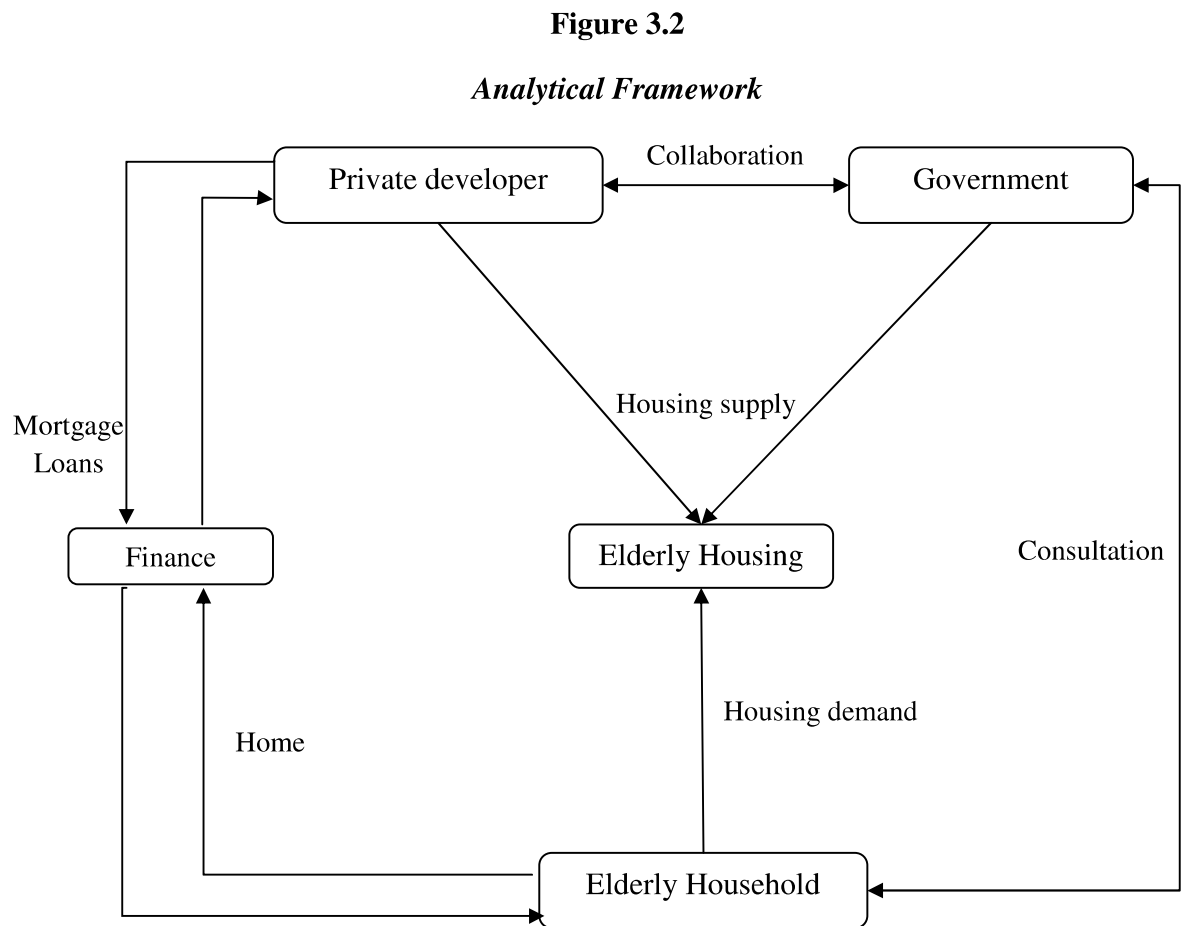 Figure 3.2
Analytical Framework
Collaboration
Private developer
Government
Housing supply
Mortgage
Loans
Finance
Elderly Housing
Consultation
Housing demand
Home
Elderly Household